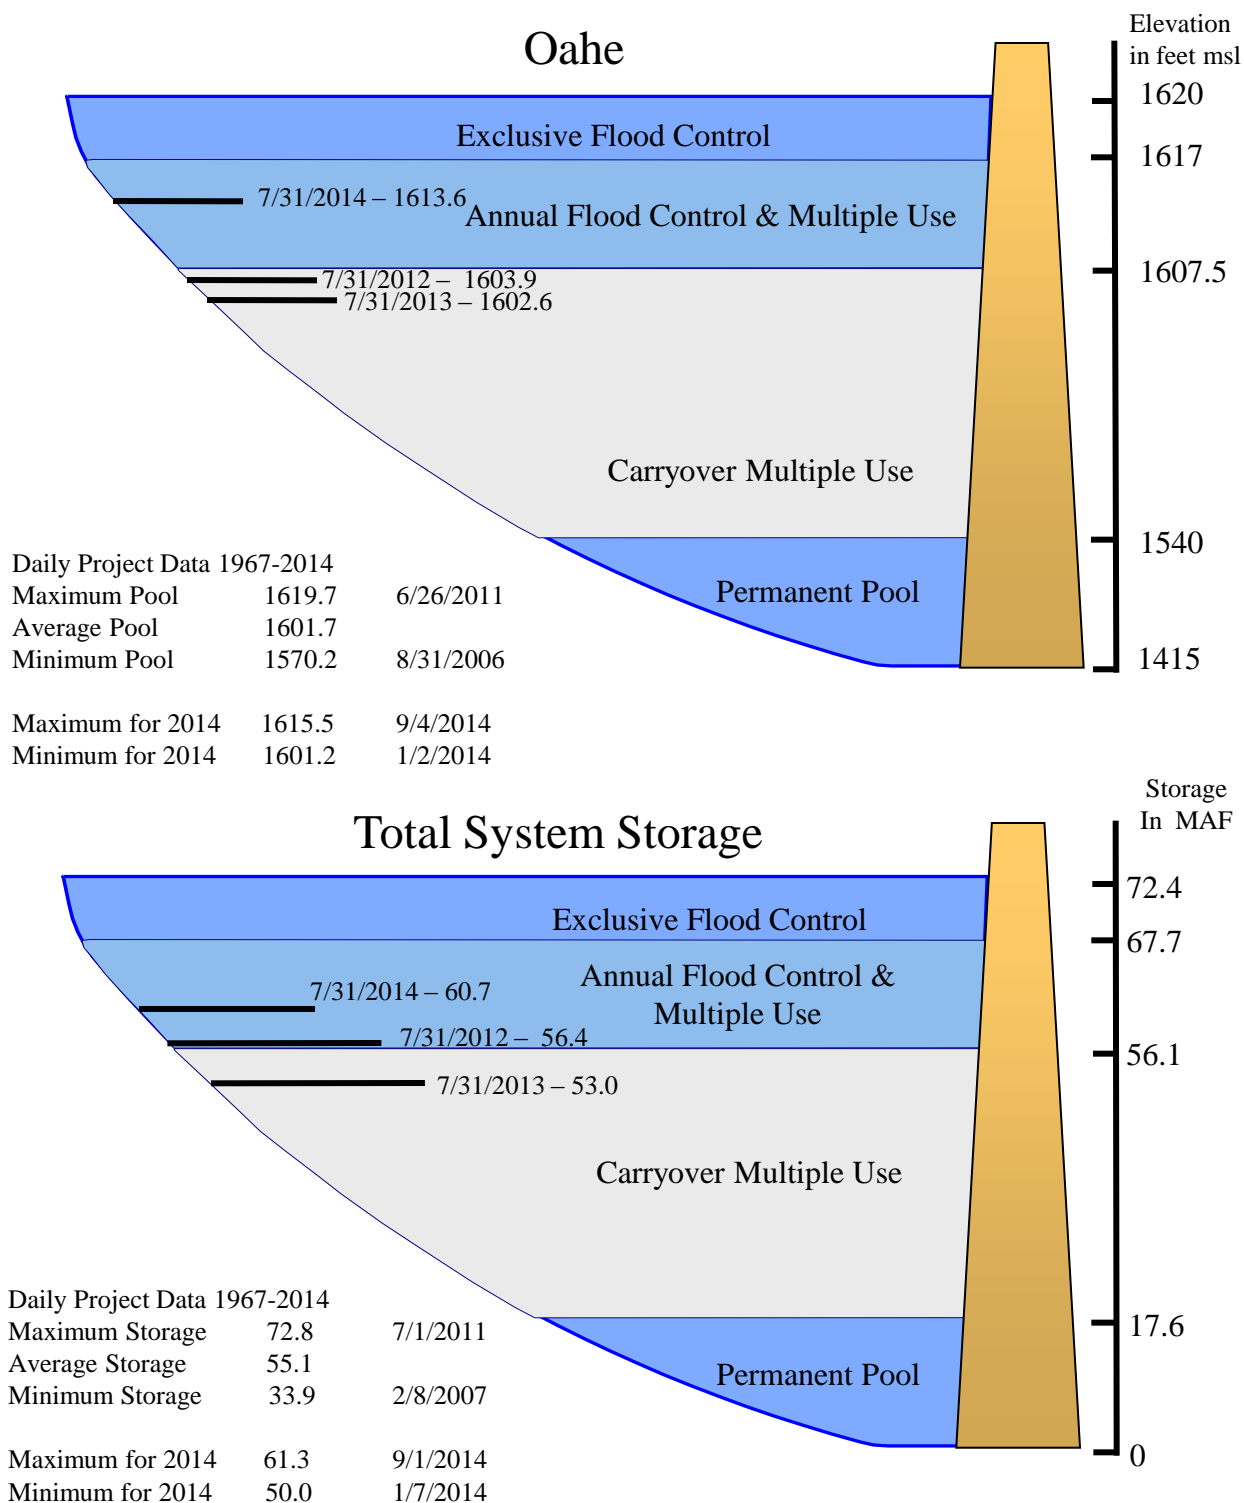 Oahe
Elevation
in feet msl
1620
Exclusive Flood Control
1617
7/31/2014 – 1613.6
Annual Flood Control & Multiple Use
1607.5
7/31/2012 –  1603.9
7/31/2013 – 1602.6
Carryover Multiple Use
1540
Permanent Pool
1415
Daily Project Data 1967-2014
Maximum Pool 1619.7 6/26/2011
Average Pool 1601.7
Minimum Pool 1570.2 8/31/2006
Maximum for 2014 1615.5 9/4/2014
Minimum for 2014 1601.2 1/2/2014
Total System Storage
Storage
In MAF
72.4
Exclusive Flood Control
67.7
Annual Flood Control &
Multiple Use
7/31/2014 – 60.7
7/31/2012 –  56.4
56.1
7/31/2013 – 53.0
Carryover Multiple Use
17.6
Permanent Pool
0
Daily Project Data 1967-2014
Maximum Storage 72.8 7/1/2011
Average Storage 55.1
Minimum Storage 33.9 2/8/2007
Maximum for 2014 61.3 9/1/2014
Minimum for 2014 50.0 1/7/2014